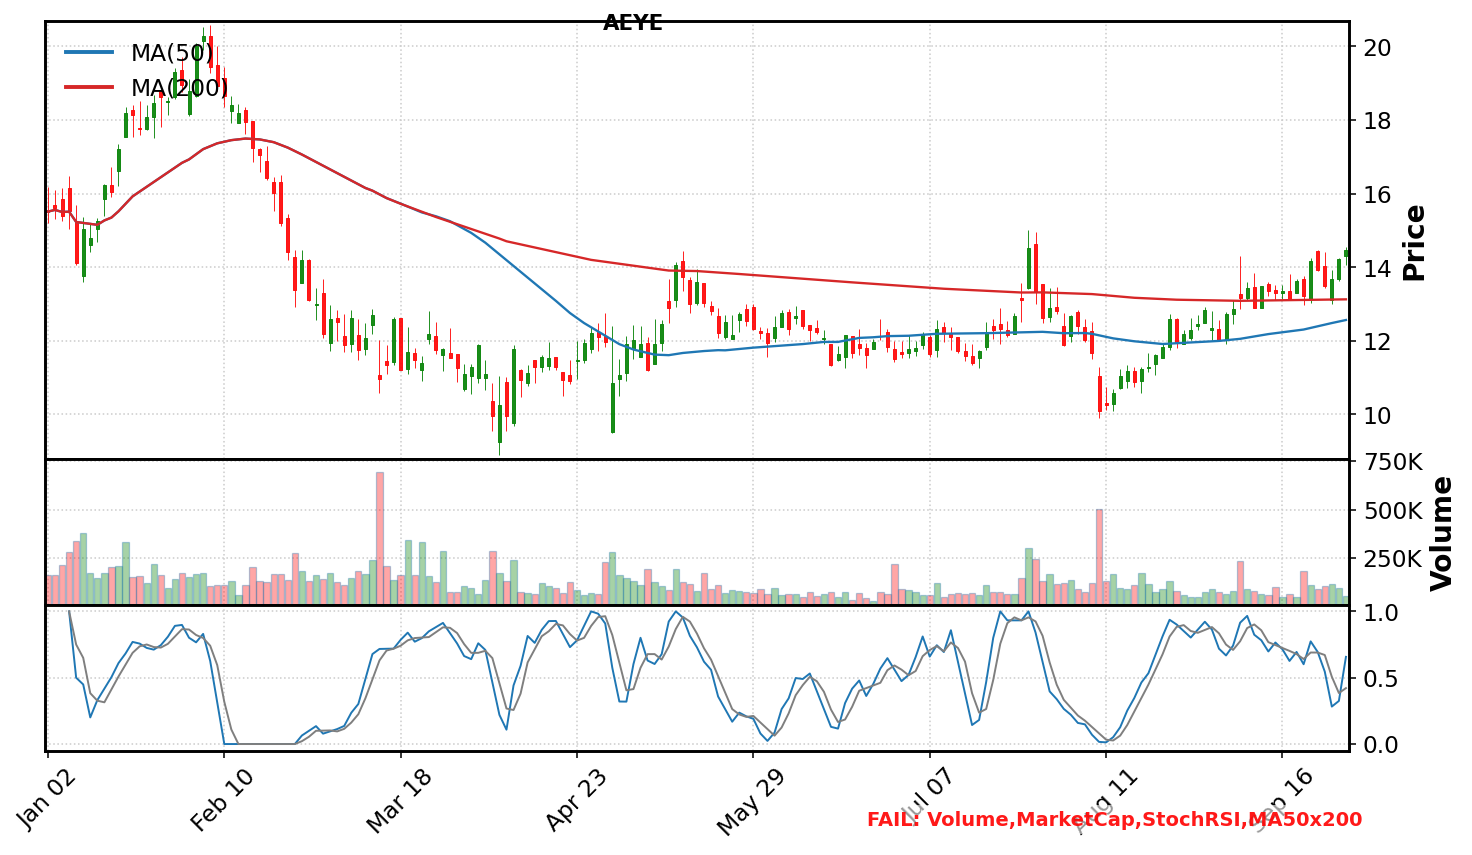 AEYE
MA(50)
MA(200)
20
18
16
14
12
10
Price
750K
500K
250K
Volume
1.0
0.5
0.0
Jan 02
Feb 10
Mar 18
Apr 23
May 29
Jul 07
Aug 11
Sep 16
FAIL: Volume,MarketCap,StochRSI,MA50x200